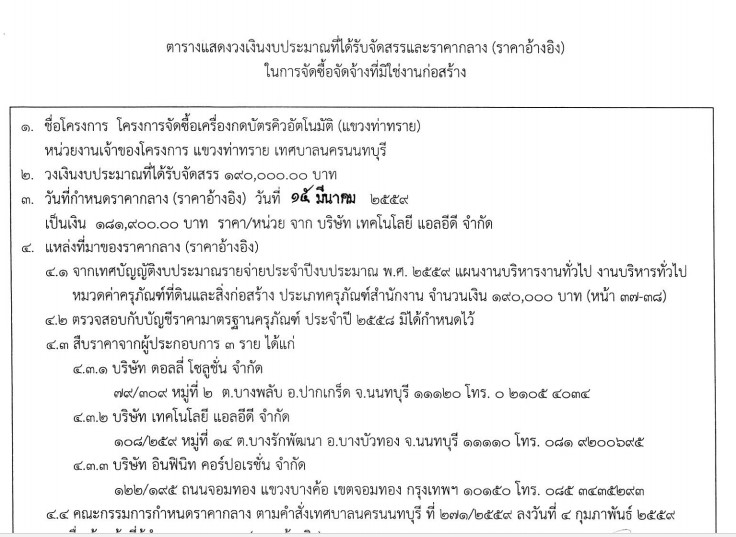 ตารางแสดงวงเงินงบประมาณที่ได้รับจัดสรรและราคากลาง (ราคาอ้างอิง)
ในการจัดซื้อจัดจ้างที่มิใช่งานก่อสร้าง
๑. ชื่อโครงการ โครงการจัดซื้อเครื่องกดบัตรคิวอัตโนมัติ (แขวงท่าทราย)
หน่วยงานเจ้าของโครงการ แขวงท่าทราย เทศบาลนครนนทบุรี
๒. วงเงินงบประมาณที่ได้รับจัดสรร ๑๙๐,๐๐๐.๐๐ บาท
๓. วันที่กำหนดราคากลาง (ราคาอ้างอิง) วันที่ ๑๕ มีนาคม ๒๕๕๙
เป็นเงิน ๑๘๑,๙๐๐.๐๐ บาท ราคา/หน่วย จาก บริษัท เทคโนโลยี แอลอีดี จำกัด
๔. แหล่งที่มาของราคากลาง (ราคาอ้างอิง)
๔.๑ จากเทศบัญญัติงบประมาณรายจ่ายประจำปีงบประมาณ พ.ศ. ๒๕๕๙ แผนงานบริหารงานทั่วไป งานบริหารทั่วไป
หมวดค่าครุภัณฑ์ที่ดินและสิ่งก่อสร้าง ประเภทครุภัณฑ์สำนักงาน จำนวนเงิน ๑๙๐,๐๐๐ บาท (หน้า ๓๗-๓๘)
๔.๒ ตรวจสอบกับบัญชีราคามาตรฐานครุภัณฑ์ ประจำปี ๒๕๕๘ มิได้กำหนดไว้
๔.๓ สืบราคาจากผู้ประกอบการ ๓ ราย ได้แก่
๔.๓.๑ บริษัท ดอลลี่ โซลูชั่น จำกัด
๗๙/๓๐๙ หมู่ที่ ๒ ต.บางพลับ อ.ปากเกร็ด จ.นนทบุรี ๑๑๑๒๐ โทร. ๐ ๒๑๐๕ ๔๐๓๔
๔.๓.๒ บริษัท เทคโนโลยี แอลอีดี จำกัด
๑๐๘/๒๕๙ หมู่ที่ ๑๔ ต.บางรักพัฒนา อ.บางบัวทอง จ.นนทบุรี ๑๑๑๑๐ โทร. ๐๘๑ ๙๒๐๐๖๙๕
๔.๓.๓ บริษัท อินฟินิท คอร์ปอเรชั่น จำกัด
๑๒๒/๑๙๕ ถนนจอมทอง แขวงบางค้อ เขตจอมทอง กรุงเทพฯ ๑๐๑๕๐ โทร. ๐๘๕ ๓๔๓๕๒๙๓
๔.๔ คณะกรรมการกำหนดราคากลาง ตามคำสั่งเทศบาลนครนนทบุรี ที่ ๒๗๑/๒๕๕๙ ลงวันที่ ๔ กุมภาพันธ์ ๒๕๕๙